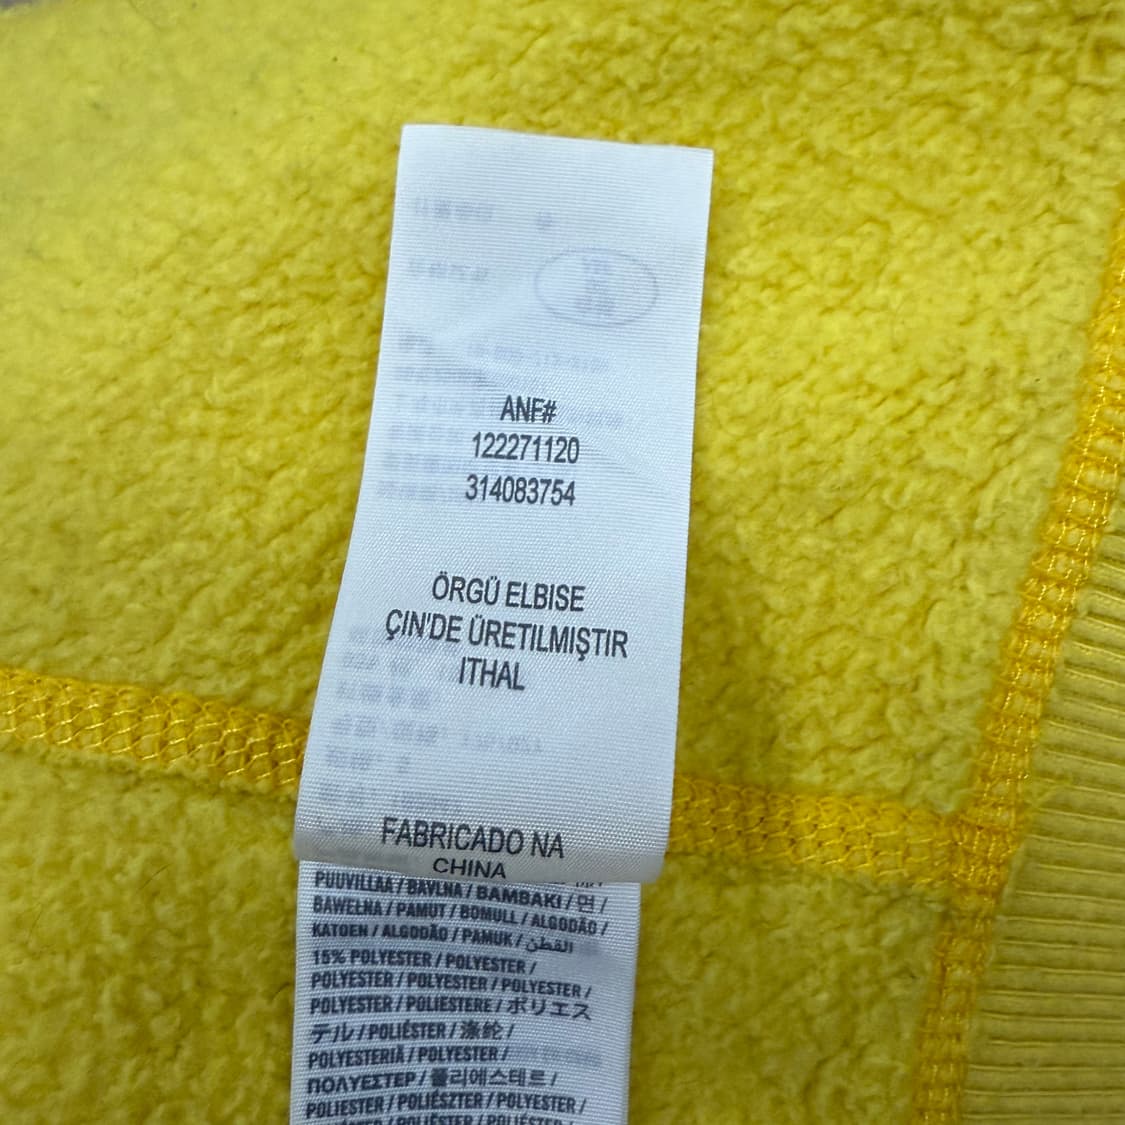 ANF#
122271120
314083754
ÖRGÜ ELBISE
ÇIN'DE ÜRETILMIŞTIR
ITHAL
FABRICADO NA
CHINA
PUUVILLAA / BAVLNA / BAMBAKI / 면 /
BAWEŁNA / PAMUT / BOMULL / ALGODÃO /
KATOEN / ALGODÃO / PAMUK / القطن
15% POLYESTER / POLYESTER /
POLYESTER / POLYESTER / POLYESTER /
POLYESTER / POLIESTERE / ポリエス
テル / POLIÉSTER / 涤纶 /
POLYESTERIÄ / POLYESTER /
ΠΟΛΥΕΣΤΕΡ / 폴리에스테르 /
POLIESTER / POLIÉSZTER / POLYESTER /
POLIÉSTER / POLIÉSTER